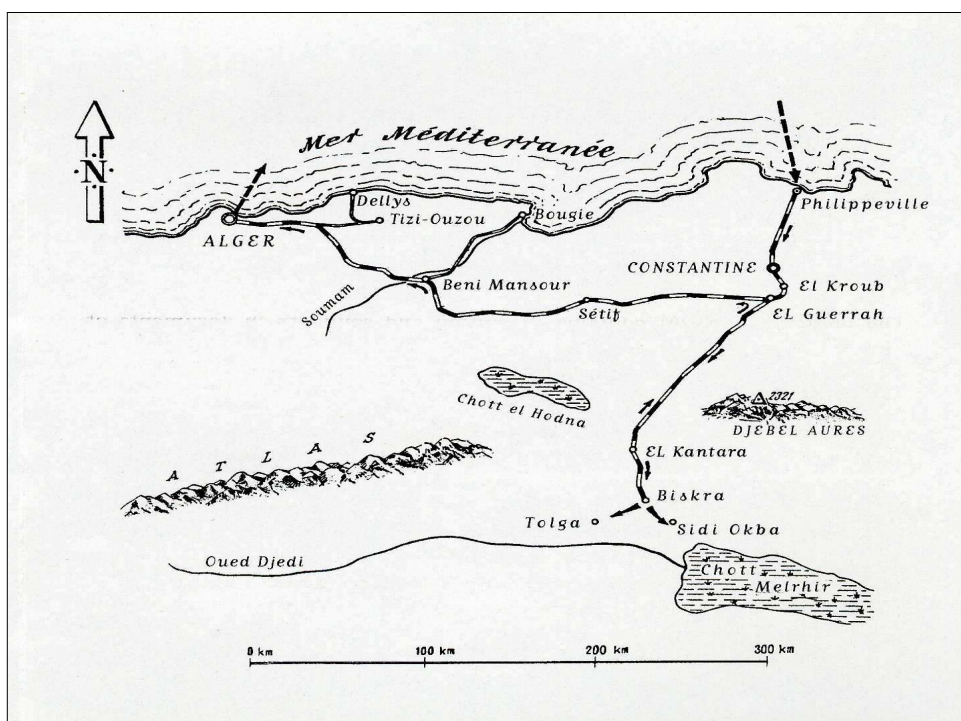 Mer Méditerranée
N
Dellys
Tizi-Ouzou
Bougie
Philippeville
ALGER
CONSTANTINE
Beni Mansour
El Kroub
Soumam
Sétif
EL Guerrah
Chott el Hodna
2321
DJEBEL AURES
ATLAS
EL Kantara
Biskra
Tolga
Sidi Okba
Oued Djedi
Chott
Melrhir
0 km 100 km 200 km 300 km